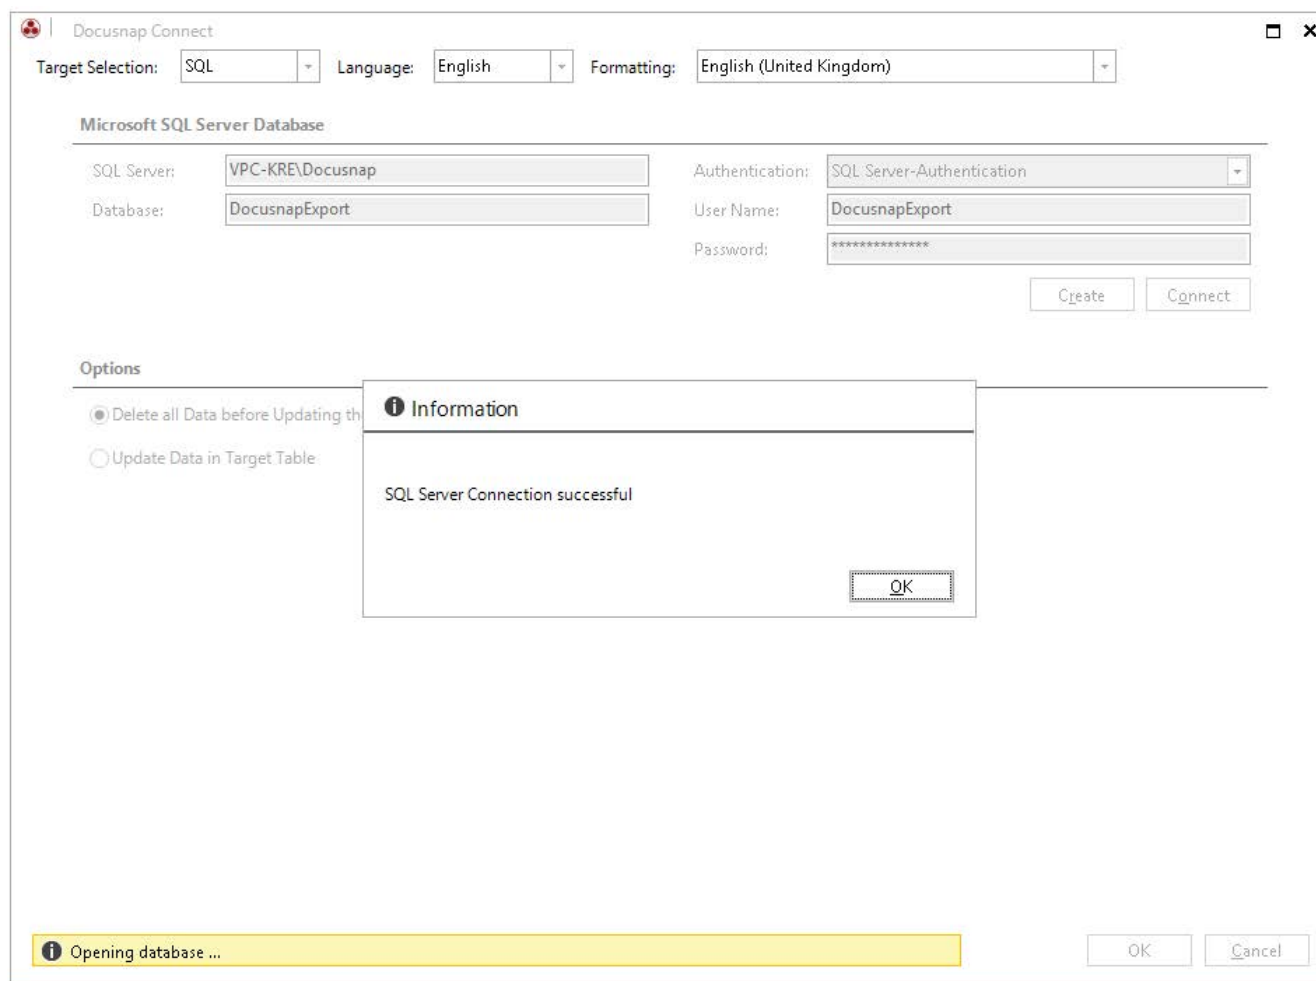 Docusnap Connect
Target Selection: SQL Language: English Formatting: English (United Kingdom)
Microsoft SQL Server Database
SQL Server: VPC-KRE\Docusnap Authentication: SQL Server-Authentication
Database: DocusnapExport User Name: DocusnapExport
Password: **************
Create Connect
Options
Delete all Data before Updating
Update Data in Target Table
Information
SQL Server Connection successful
OK
Opening database ... OK Cancel